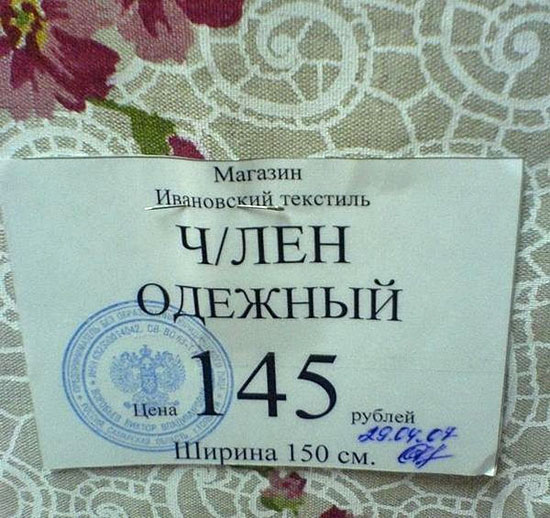 Магазин
Ивановский текстиль
Ч/ЛЕН
ОДЕЖНЫЙ
Цена 145 рублей
29.04.07
Ширина 150 см.